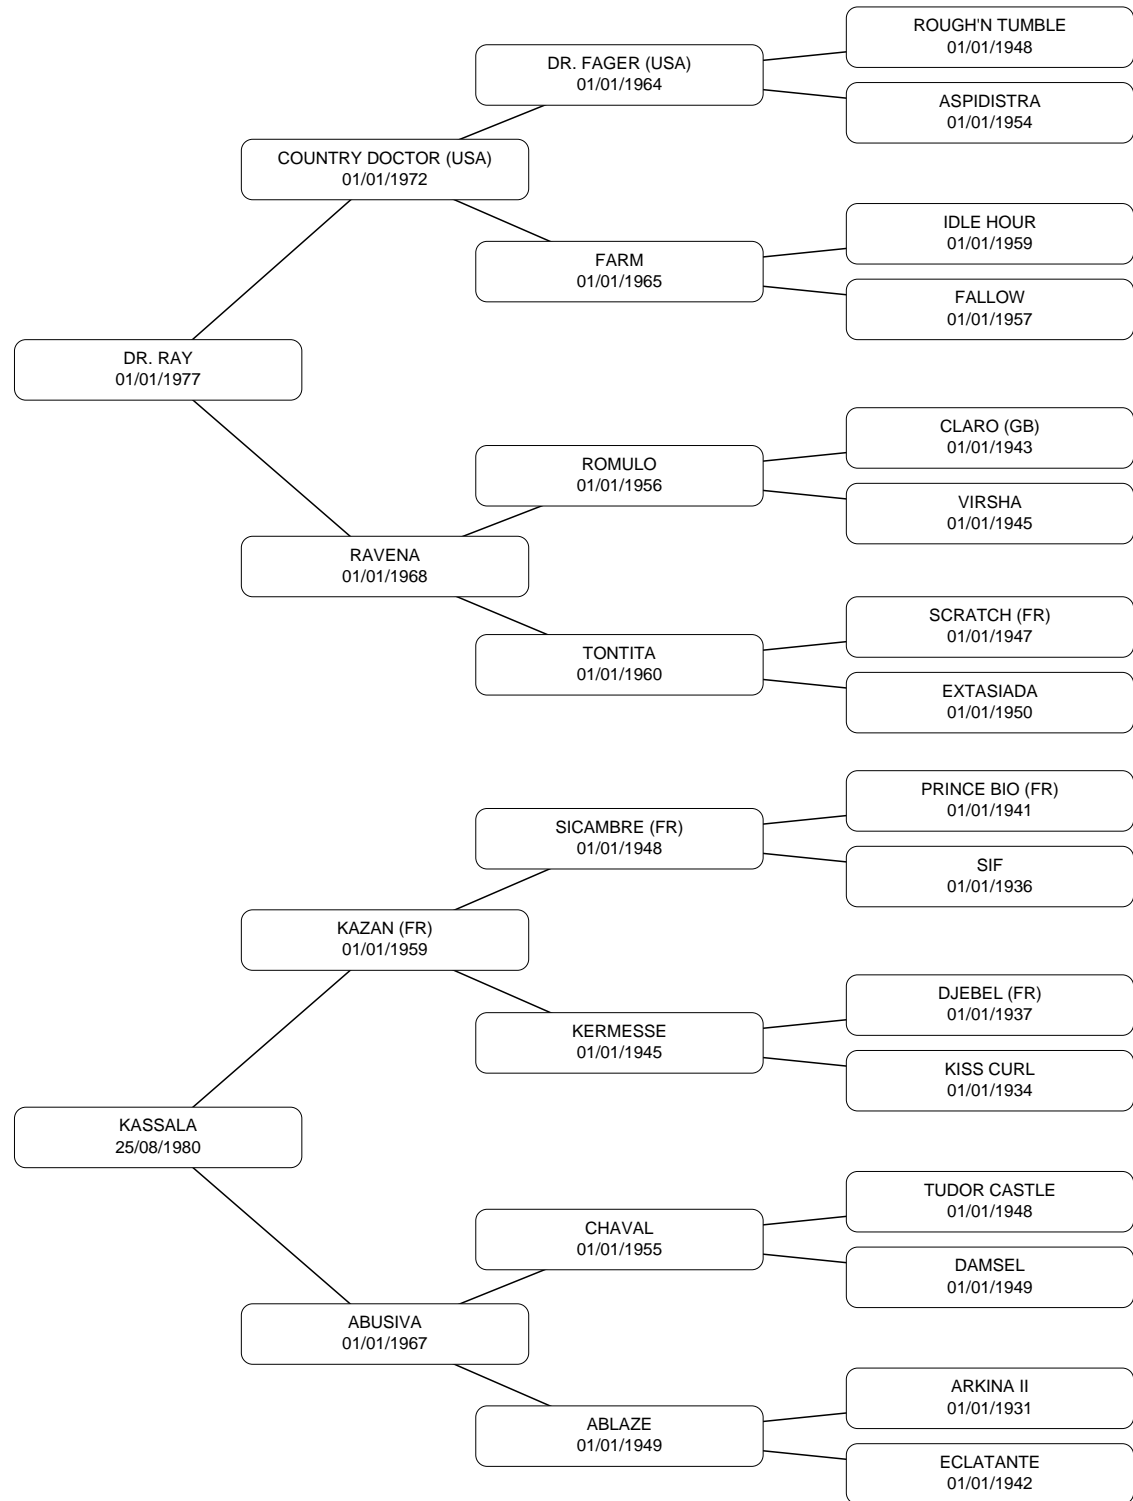 ROUGH'N TUMBLE
01/01/1948
DR. FAGER (USA)
01/01/1964
ASPIDISTRA
01/01/1954
COUNTRY DOCTOR (USA)
01/01/1972
IDLE HOUR
01/01/1959
FARM
01/01/1965
FALLOW
01/01/1957
DR. RAY
01/01/1977
CLARO (GB)
01/01/1943
ROMULO
01/01/1956
VIRSHA
01/01/1945
RAVENA
01/01/1968
SCRATCH (FR)
01/01/1947
TONTITA
01/01/1960
EXTASIADA
01/01/1950
PRINCE BIO (FR)
01/01/1941
SICAMBRE (FR)
01/01/1948
SIF
01/01/1936
KAZAN (FR)
01/01/1959
DJEBEL (FR)
01/01/1937
KERMESSE
01/01/1945
KISS CURL
01/01/1934
KASSALA
25/08/1980
TUDOR CASTLE
01/01/1948
CHAVAL
01/01/1955
DAMSEL
01/01/1949
ABUSIVA
01/01/1967
ARKINA II
01/01/1931
ABLAZE
01/01/1949
ECLATANTE
01/01/1942